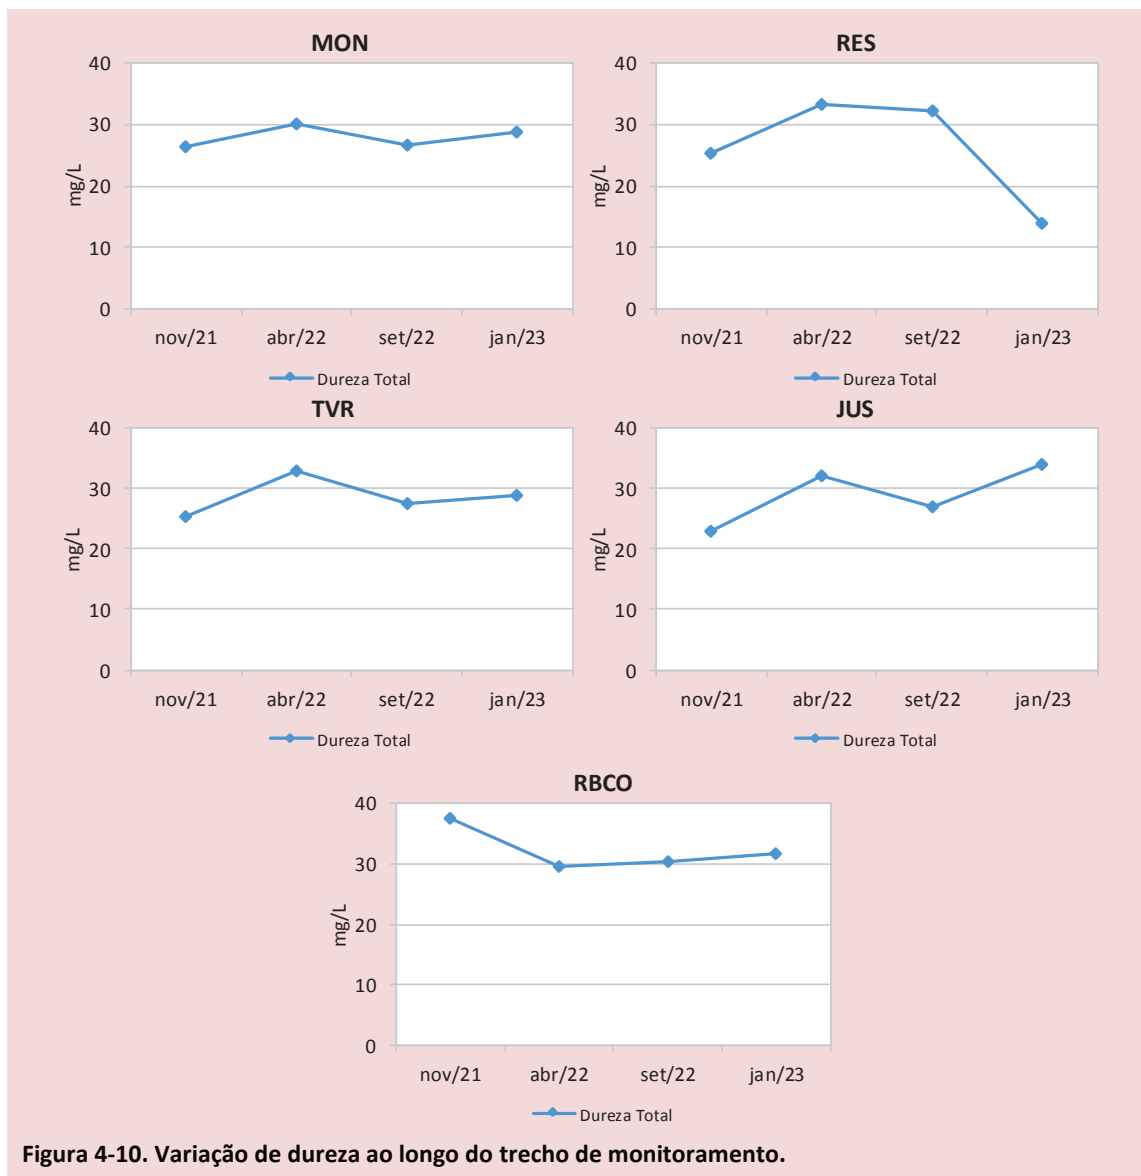 MON
40
30
20
10
0
mg/L
nov/21 abr/22 set/22 jan/23
Dureza Total
RES
40
30
20
10
0
mg/L
nov/21 abr/22 set/22 jan/23
Dureza Total
TVR
40
30
20
10
0
mg/L
nov/21 abr/22 set/22 jan/23
Dureza Total
JUS
40
30
20
10
0
mg/L
nov/21 abr/22 set/22 jan/23
Dureza Total
RBCO
40
30
20
10
0
mg/L
nov/21 abr/22 set/22 jan/23
Dureza Total
Figura 4-10. Variação de dureza ao longo do trecho de monitoramento.